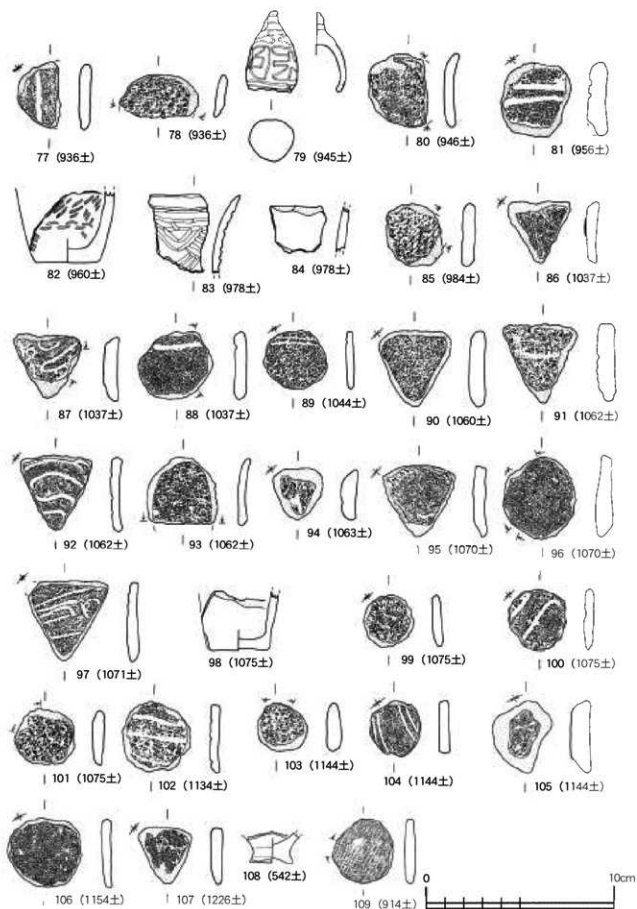 77 (936土)
78 (936土)
79 (945土)
80 (946土)
81 (956土)
82 (960土)
83 (978土)
84 (978土)
85 (984土)
86 (1037土)
87 (1037土)
88 (1037土)
89 (1044土)
90 (1060土)
91 (1062土)
92 (1062土)
93 (1062土)
94 (1063土)
95 (1070土)
96 (1070土)
97 (1071土)
98 (1075土)
99 (1075土)
100 (1075土)
101 (1075土)
102 (1134土)
103 (1144土)
104 (1144土)
105 (1144土)
106 (1154土)
107 (1226土)
108 (542土)
109 (914土)
0 10cm